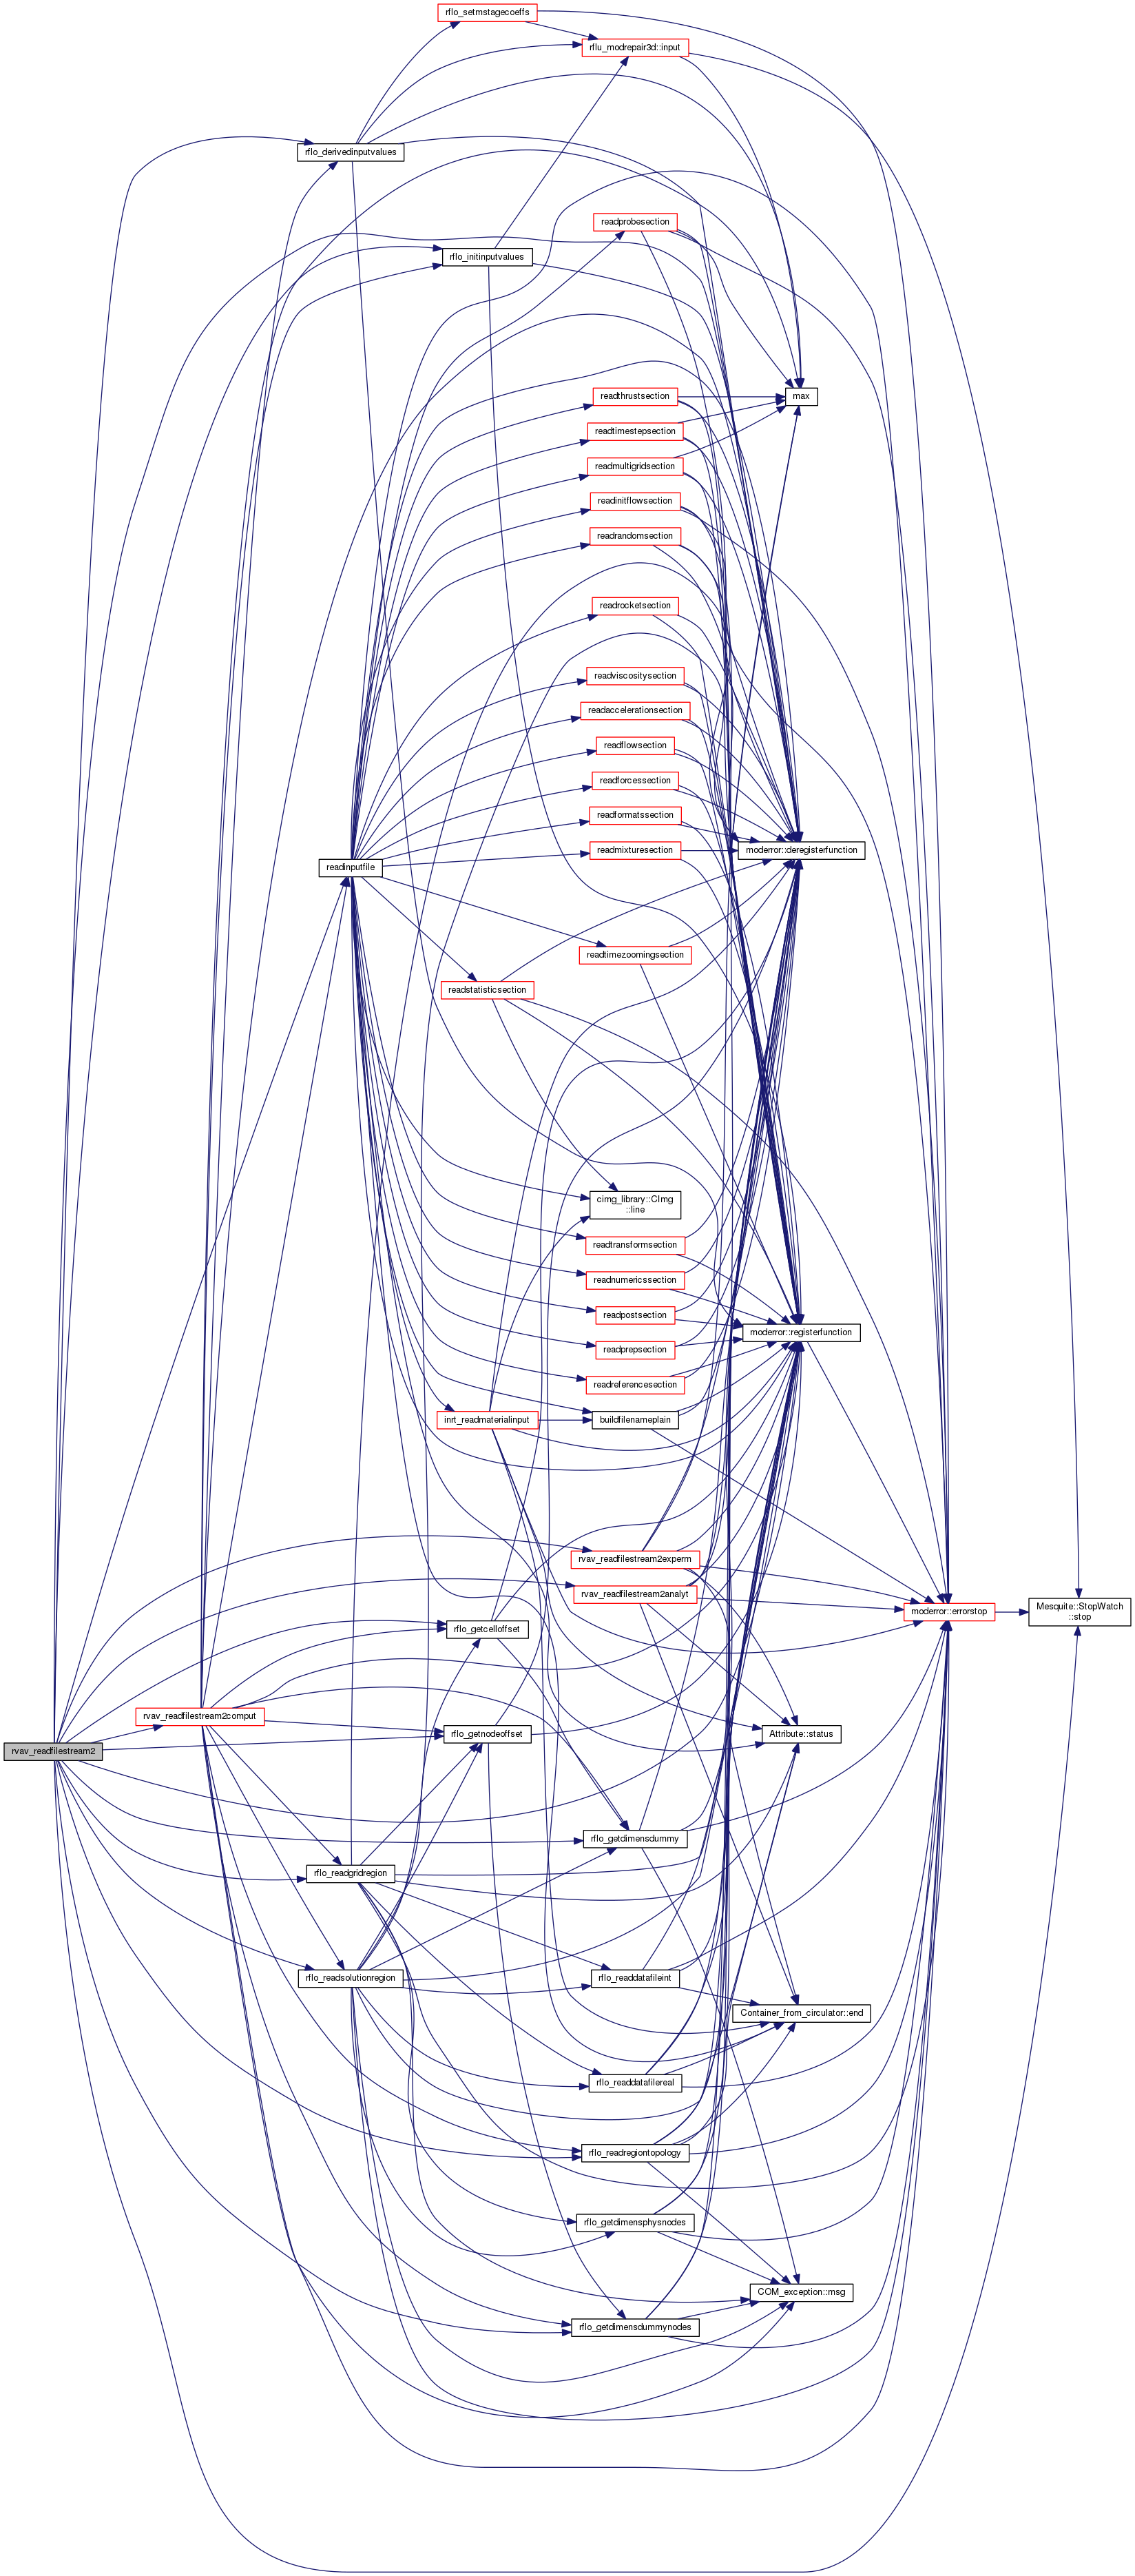 rflo_setmstagecoeffs
rflu_modrepair3d::input
rflo_derivedinputvalues
readprobesection
rflo_initinputvalues
readthrustsection
max
readtimestepsection
readmultigridsection
readinitflowsection
readrandomsection
readrocketsection
readviscositysection
readaccelerationsection
readflowsection
readforcessection
readformatssection
readmixturesection
moderror::deregisterfunction
readinputfile
readtimezoomingsection
readstatisticsection
cimg_library::CImg
::line
readtransformsection
readnumericssection
readpostsection
moderror::registerfunction
readprepsection
readreferencesection
inrt_readmaterialinput
buildfilenameplain
rvav_readfilestream2experm
rvav_readfilestream2analyt
moderror::errorstop
Mesquite::StopWatch
::stop
rflo_getcelloffset
rvav_readfilestream2comput
rflo_getnodeoffset
Attribute::status
rvav_readfilestream2
rflo_getdimensdummy
rflo_readgridregion
rflo_readsolutionregion
rflo_readdatafileint
Container_from_circulator::end
rflo_readdatafilereal
rflo_readregiontopology
rflo_getdimensphysnodes
COM_exception::msg
rflo_getdimensdummynodes